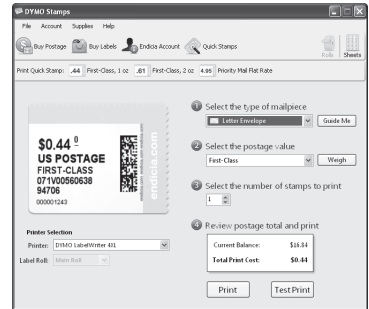 DYMO Stamps
File Account Supplies Help
Buy Postage Buy Labels Endicia Account Quick Stamps Rolls Sheets
Print Quick Stamp: .44 First-Class, 1 oz .61 First-Class, 2 oz 4.95 Priority Mail Flat Rate
$0.44 0
US POSTAGE
FIRST-CLASS
071V00560638
94706
000001243
endicia.com
1 Select the type of mailpiece
Letter Envelope Guide Me
2 Select the postage value
First-Class Weigh
3 Select the number of stamps to print
1
4 Review postage total and print
Current Balance: $16.84
Total Print Cost: $0.44
Print Test Print
Printer Selection
Printer: DYMO LabelWriter 4XL
Label Roll: Main Roll